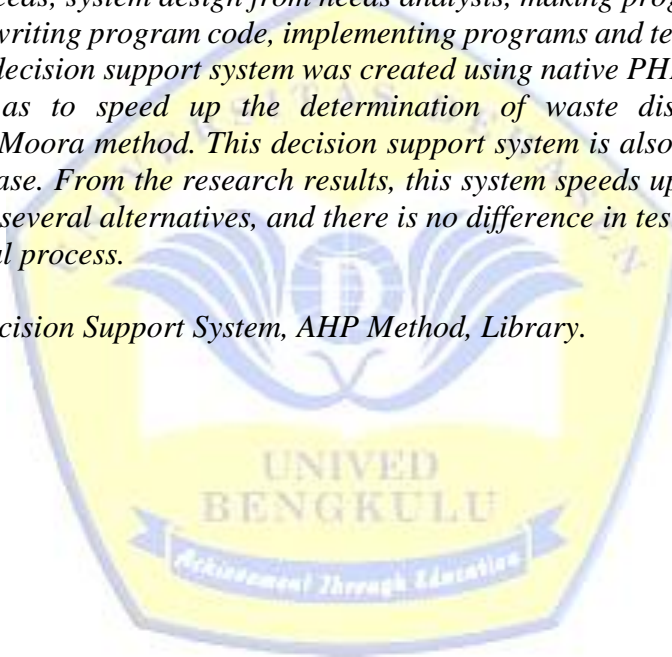 eeds, system design from needs analysis, making prog
writing program code, implementing programs and te
decision support system was created using native PH
as to speed up the determination of waste dis
Moora method. This decision support system is also
ase. From the research results, this system speeds up
several alternatives, and there is no difference in tes
al process.
cision Support System, AHP Method, Library.
UNIVED
BENGKULU
Achievement Through Education